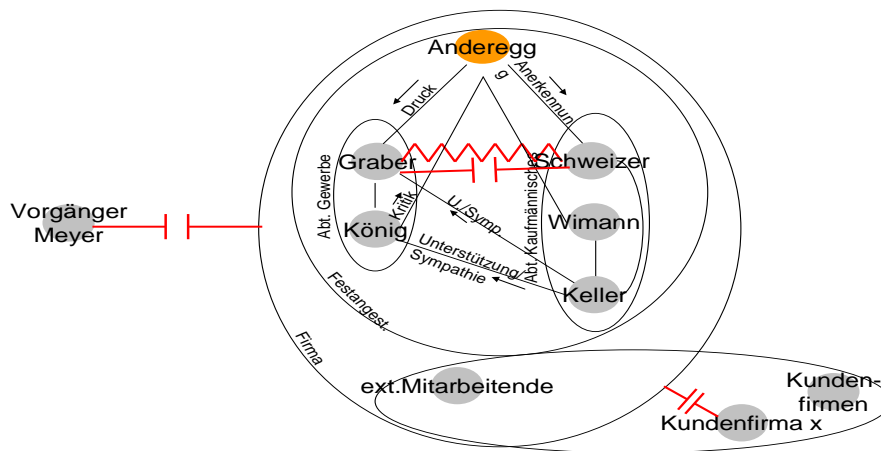 Anderegg
g
Anerkennun
Druck
Abt. Gewerbe
Graber
Schweizer
Abt. Kaufmännische
Kritik
U./Symp.
Vorgänger
Meyer
König
Wimann
Unterstützung/
Sympathie
Keller
Festangest.
Firma
ext.Mitarbeitende
Kunden-
firmen
Kundenfirma x